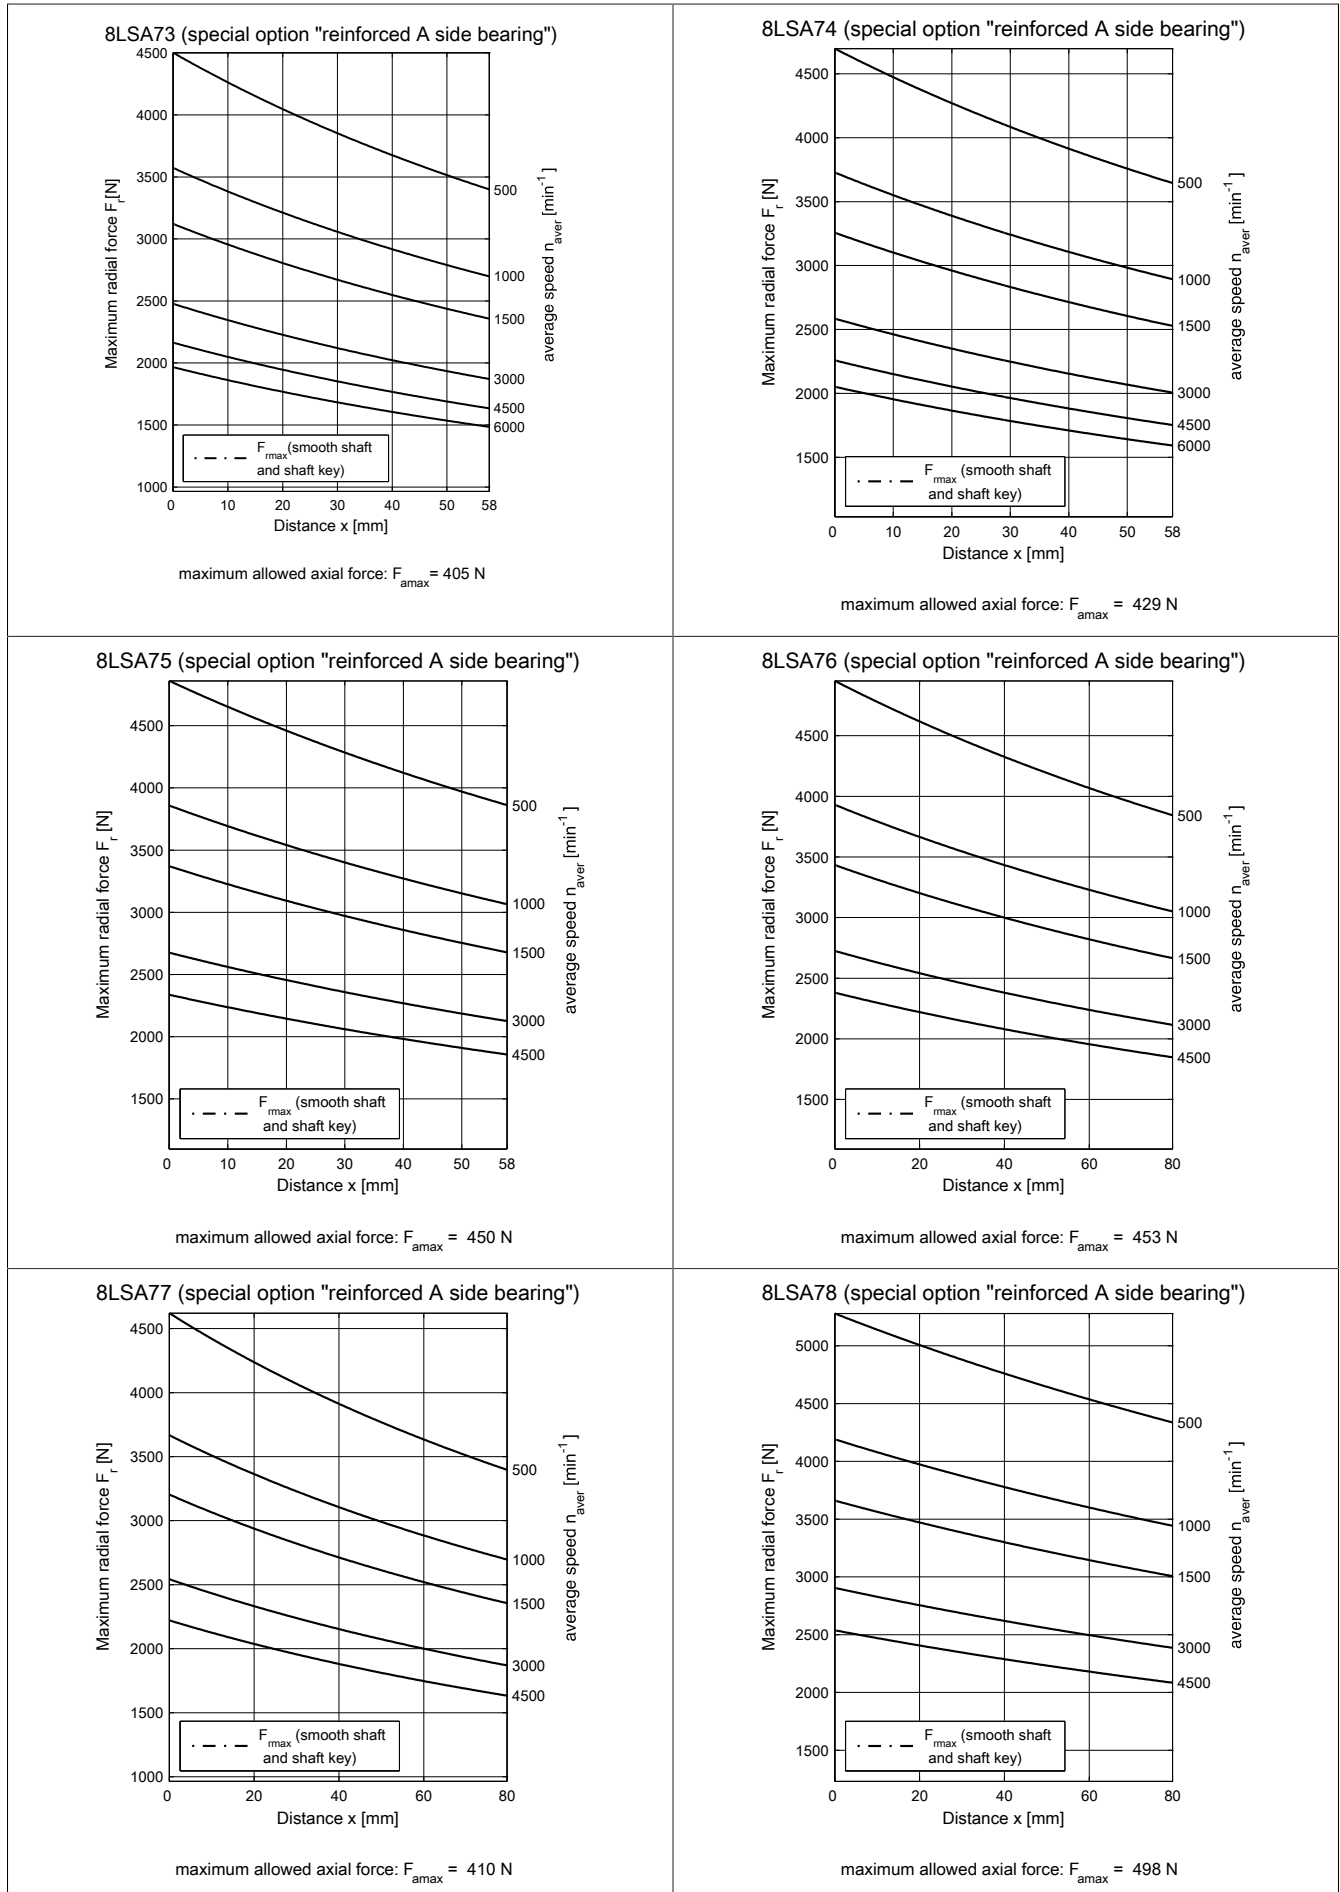 8LSA73 (special option "reinforced A side bearing")
4500
4000
3500
3000
2500
2000
1500
1000
Maximum radial force Fr[N]
500
1000
1500
3000
4500
6000
average speed naver [min-1]
Frmax(smooth shaft
and shaft key)
0 10 20 30 40 50 58
Distance x [mm]
maximum allowed axial force: Famax= 405 N
8LSA74 (special option "reinforced A side bearing")
4500
4000
3500
3000
2500
2000
1500
Maximum radial force Fr [N]
500
1000
1500
3000
4500
6000
average speed naver [min-1]
Frmax (smooth shaft
and shaft key)
0 10 20 30 40 50 58
Distance x [mm]
maximum allowed axial force: Famax = 429 N
8LSA75 (special option "reinforced A side bearing")
4500
4000
3500
3000
2500
2000
1500
Maximum radial force Fr [N]
500
1000
1500
3000
4500
average speed naver [min-1]
Frmax (smooth shaft
and shaft key)
0 10 20 30 40 50 58
Distance x [mm]
maximum allowed axial force: Famax = 450 N
8LSA76 (special option "reinforced A side bearing")
4500
4000
3500
3000
2500
2000
1500
Maximum radial force Fr [N]
500
1000
1500
3000
4500
average speed naver [min-1]
Frmax (smooth shaft
and shaft key)
0 20 40 60 80
Distance x [mm]
maximum allowed axial force: Famax = 453 N
8LSA77 (special option "reinforced A side bearing")
4500
4000
3500
3000
2500
2000
1500
1000
Maximum radial force Fr [N]
500
1000
1500
3000
4500
average speed naver [min-1]
Frmax (smooth shaft
and shaft key)
0 20 40 60 80
Distance x [mm]
maximum allowed axial force: Famax = 410 N
8LSA78 (special option "reinforced A side bearing")
5000
4500
4000
3500
3000
2500
2000
1500
Maximum radial force Fr [N]
500
1000
1500
3000
4500
average speed naver [min-1]
Frmax (smooth shaft
and shaft key)
0 20 40 60 80
Distance x [mm]
maximum allowed axial force: Famax = 498 N